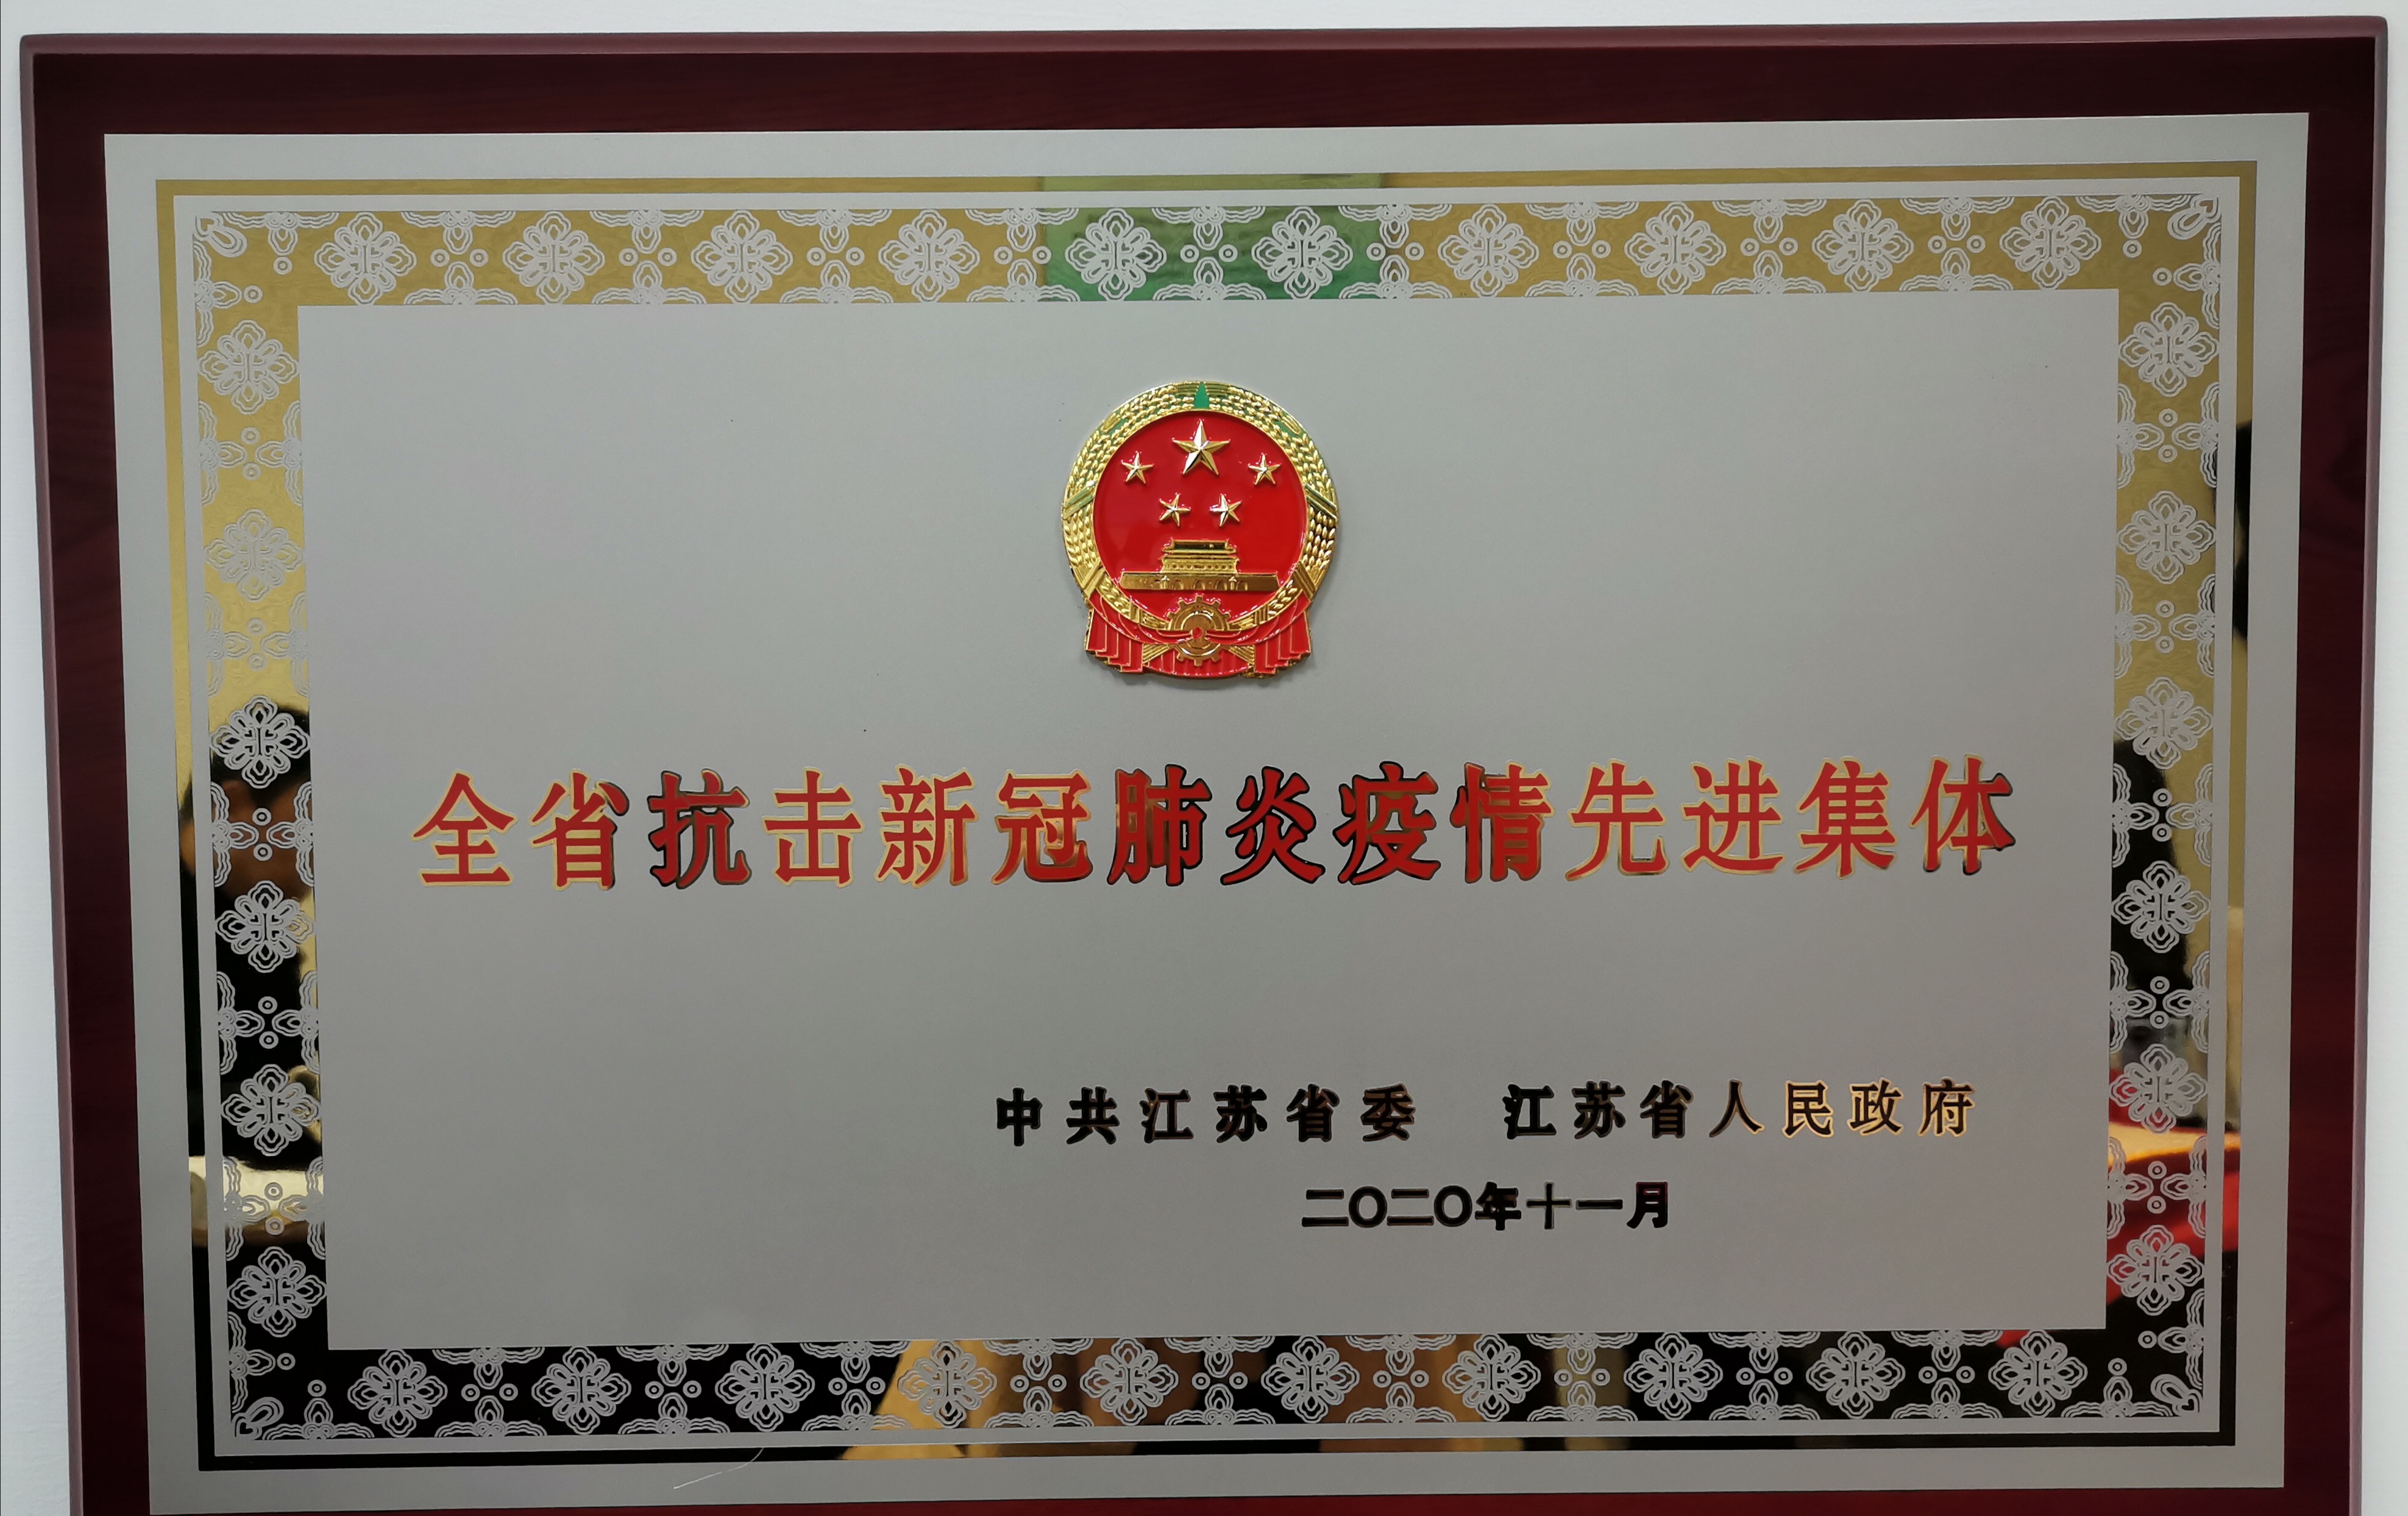 全省抗击新冠肺炎疫情先进集体
中共江苏省委 江苏省人民政府
二〇二〇年十一月